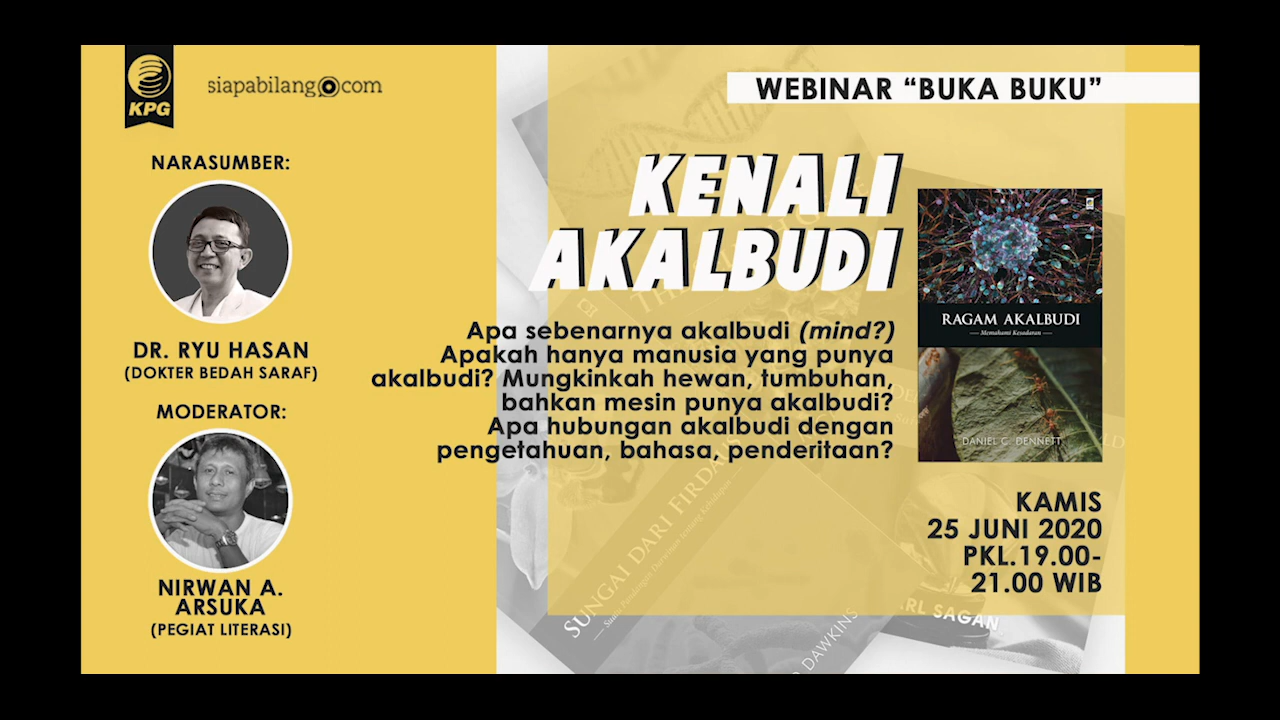 KPG
siapabilang.com
WEBINAR “BUKA BUKU”
NARASUMBER:
DR. RYU HASAN
(DOKTER BEDAH SARAF)
MODERATOR:
NIRWAN A.
ARSUKA
(PEGIAT LITERASI)
KENALI
AKALBUDI
Apa sebenarnya akalbudi (mind?)
Apakah hanya manusia yang punya
akalbudi? Mungkinkah hewan, tumbuhan,
bahkan mesin punya akalbudi?
Apa hubungan akalbudi dengan
pengetahuan, bahasa, penderitaan?
RAGAM AKALBUDI
Memahami Kesadaran
DANIEL C. DENNETT
KAMIS
25 JUNI 2020
PKL.19.00-
21.00 WIB
SUNGAI DARI FIRDAUS
DAWKINS
SAGAN